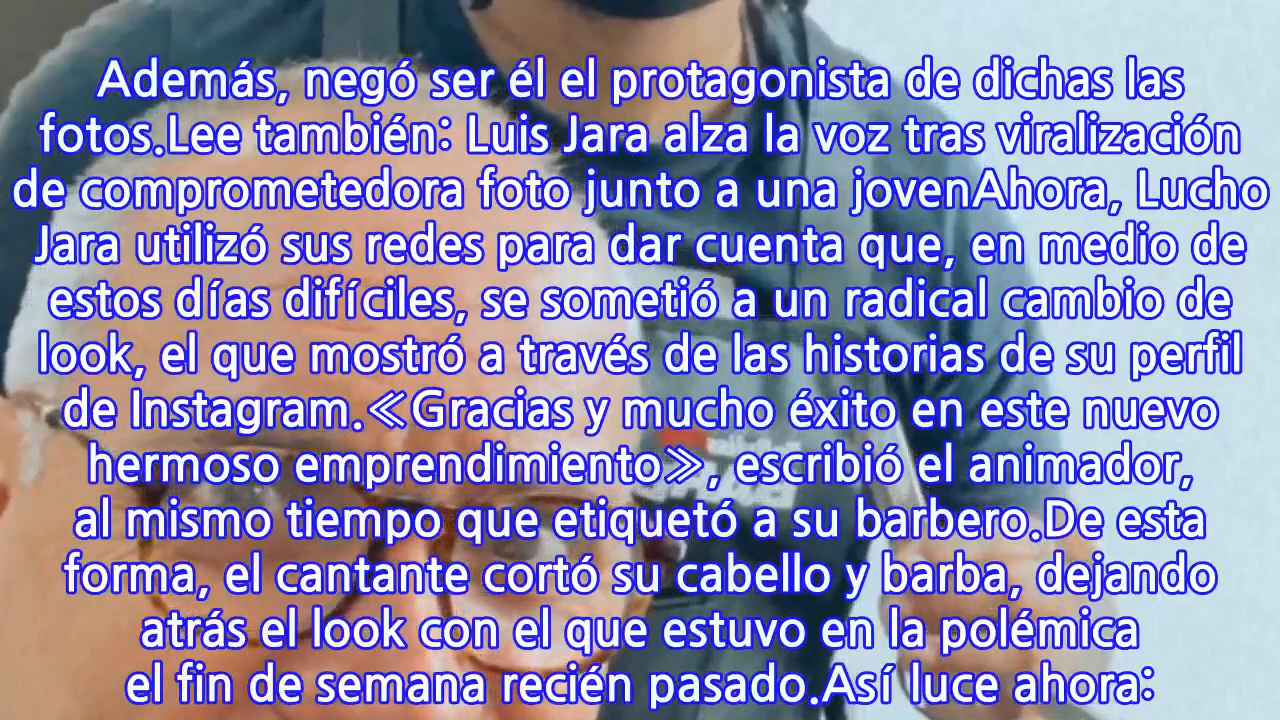 Además, negó ser él el protagonista de dichas las
fotos.Lee también: Luis Jara alza la voz tras viralización
de comprometedora foto junto a una jovenAhora, Lucho
Jara utilizó sus redes para dar cuenta que, en medio de
estos días difíciles, se sometió a un radical cambio de
look, el que mostró a través de las historias de su perfil
de Instagram.≪Gracias y mucho éxito en este nuevo
hermoso emprendimiento≫, escribió el animador,
al mismo tiempo que etiquetó a su barbero.De esta
forma, el cantante cortó su cabello y barba, dejando
atrás el look con el que estuvo en la polémica
el fin de semana recién pasado.Así luce ahora: